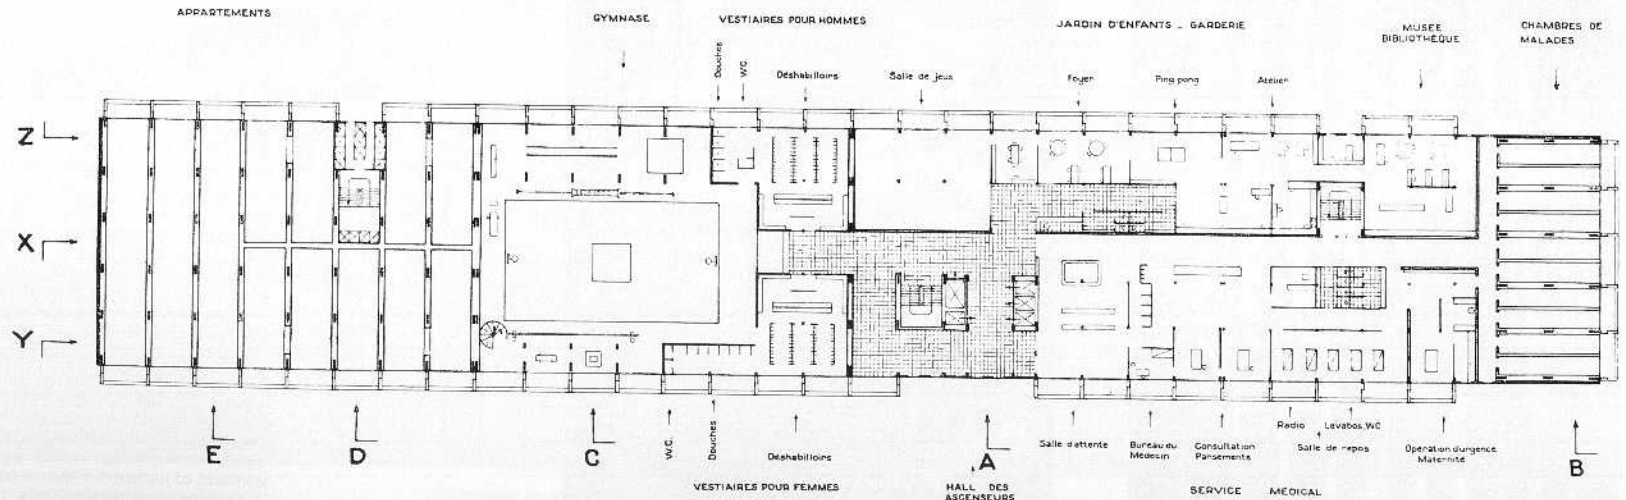 APPARTEMENTS
GYMNASE
VESTIAIRES POUR HOMMES
JARDIN D'ENFANTS - GARDERIE
MUSEE
BIBLIOTHEQUE
CHAMBRES DE
MALADES
Douches
W.C.
Déshabilloirs
Salle de jeux
Foyer
Ping pong
Atelier
Z
X
Y
E
D
C
W.C.
Douches
Déshabilloirs
VESTIAIRES POUR FEMMES
A
HALL DES
ASCENSEURS
Salle d'attente
Bureau du
Médecin
Consultation
Pansements
Radio
Lavabos, WC
Salle de repos
Opération d'urgence
Maternité
SERVICE MEDICAL
B